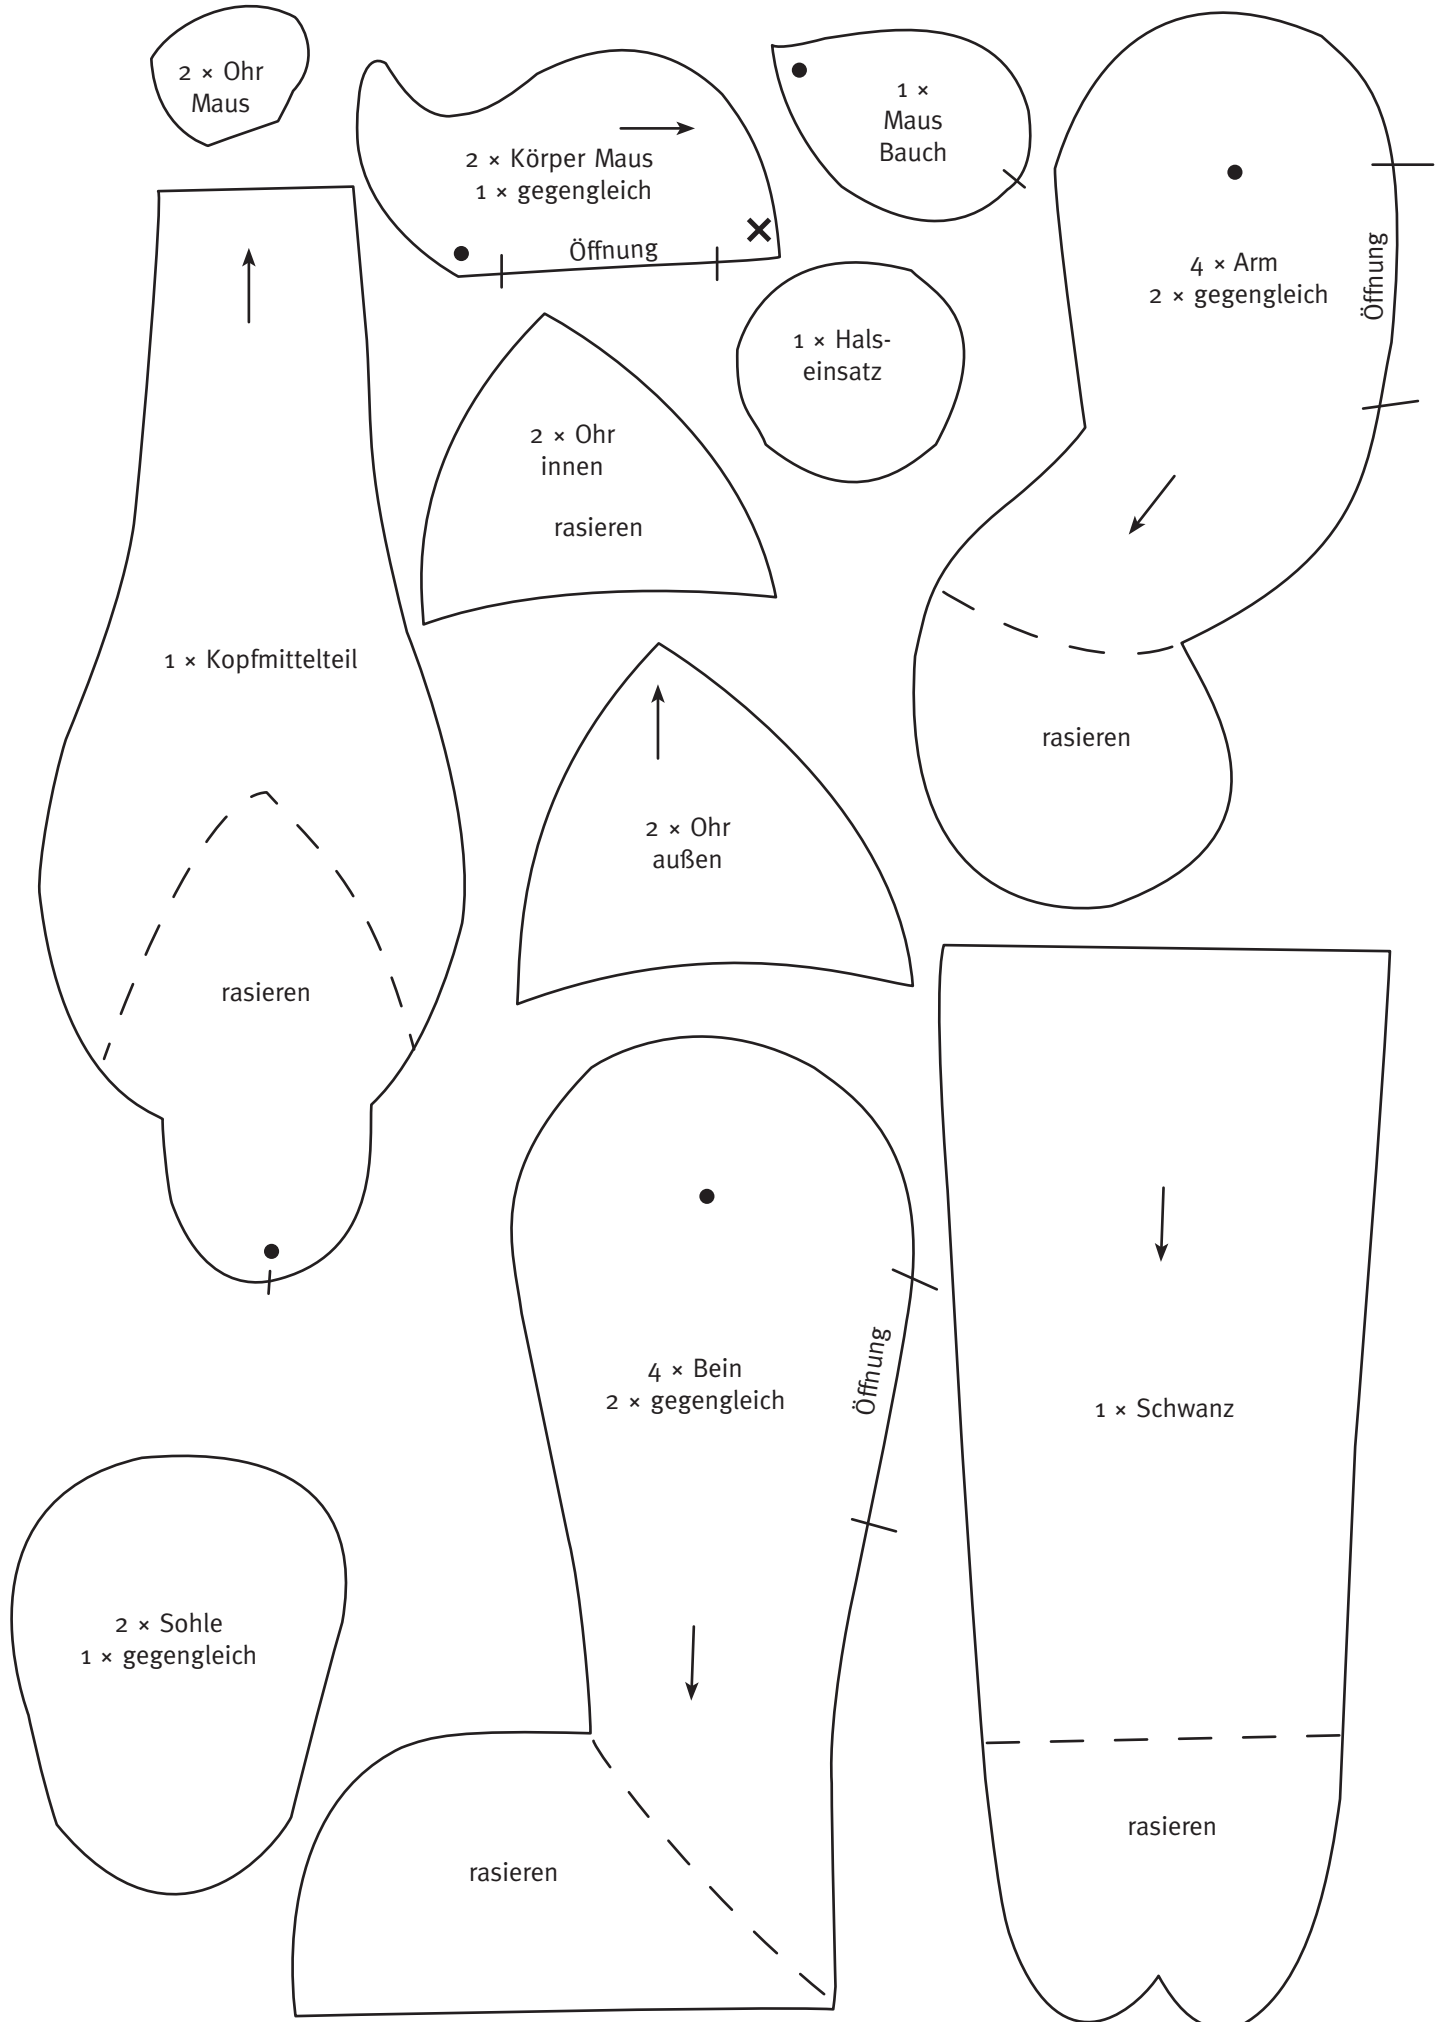 2 × Ohr
Maus
2 × Körper Maus
1 × gegengleich
Öffnung
1 ×
Maus
Bauch
4 × Arm
2 × gegengleich
Öffnung
1 × Hals-
einsatz
2 × Ohr
innen
rasieren
1 × Kopfmittelteil
rasieren
2 × Ohr
außen
rasieren
4 × Bein
2 × gegengleich
Öffnung
rasieren
1 × Schwanz
rasieren
2 × Sohle
1 × gegengleich